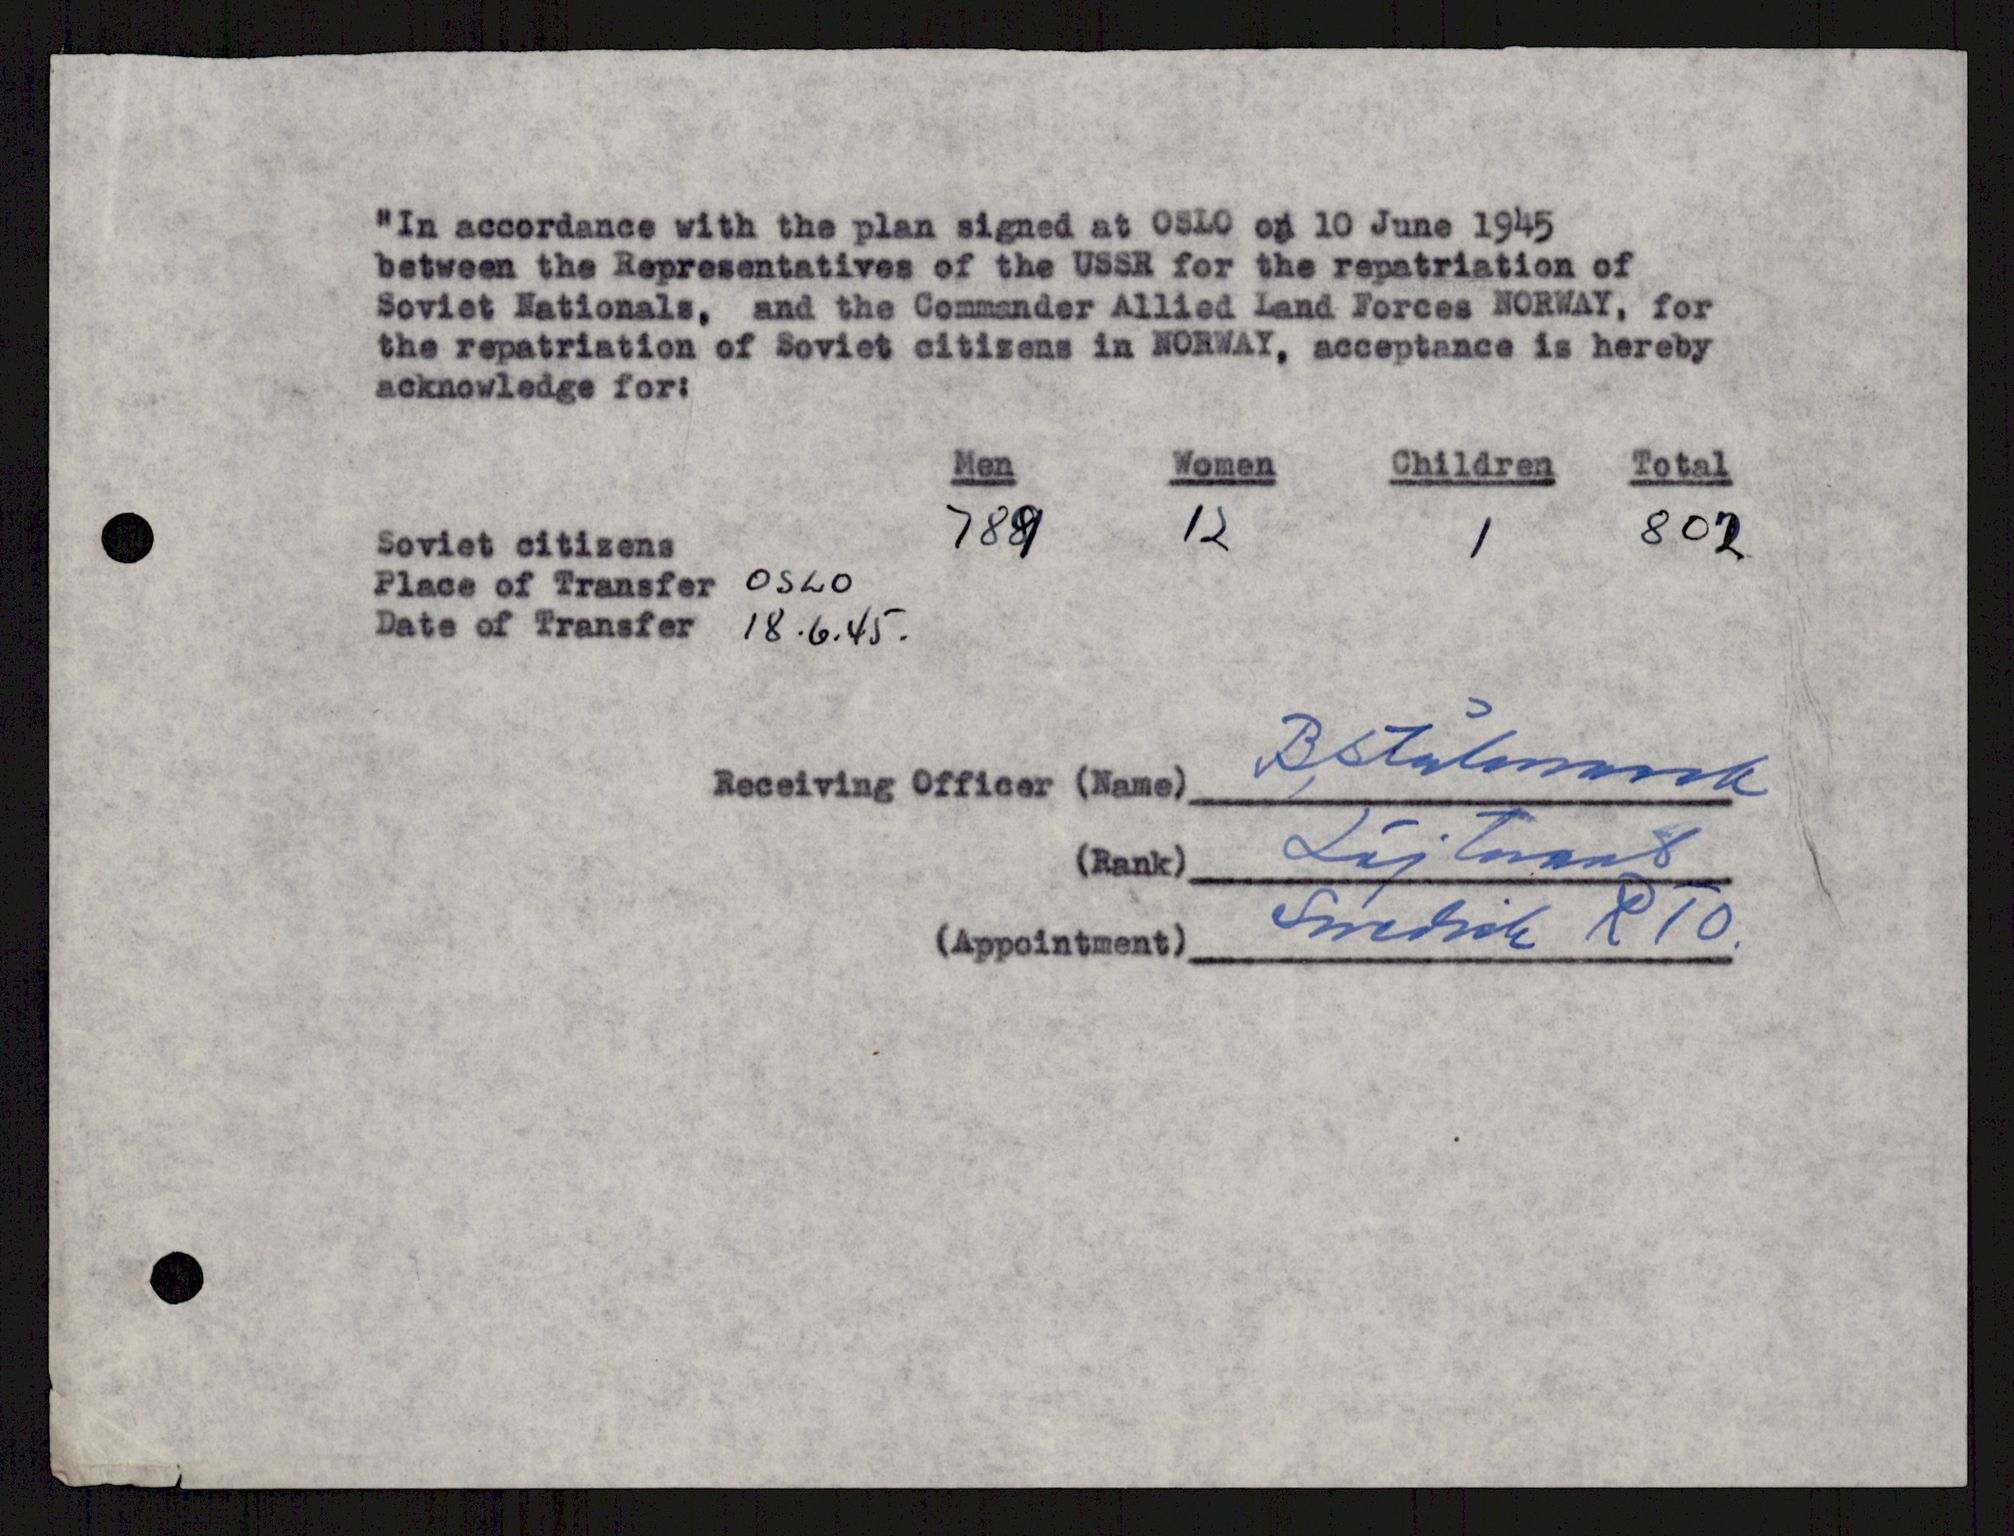 "In accordance with the plan signed at OSLO on 10 June 1945
between the Representatives of the USSR for the repatriation of
Soviet Nationals,  and the Commander Allied Land Forces NORWAY, for
the repatriation of Soviet citizens in NORWAY, acceptance is hereby
acknowledge for:
Men Women Children Total
Soviet citizens 789 12 1 802
Place of Transfer OSLO
Date of Transfer 18.6.45.
Receiving Officer (Name) B. Stålmarck
(Rank) Löjtnant
(Appointment) Swedish RTO.